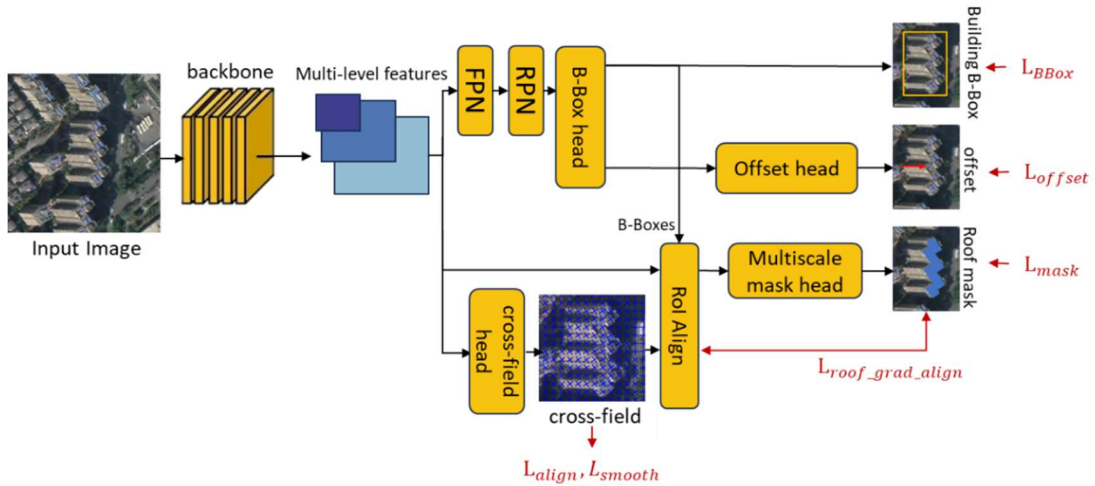 backbone
Multi-level features
Input Image
FPN
RPN
B-Box head
Building B-Box
L_BBox
Offset head
offset
L_offset
B-Boxes
RoI Align
Multiscale
mask head
Roof mask
L_mask
cross-field
head
cross-field
L_roof_grad_align
L_align, L_smooth